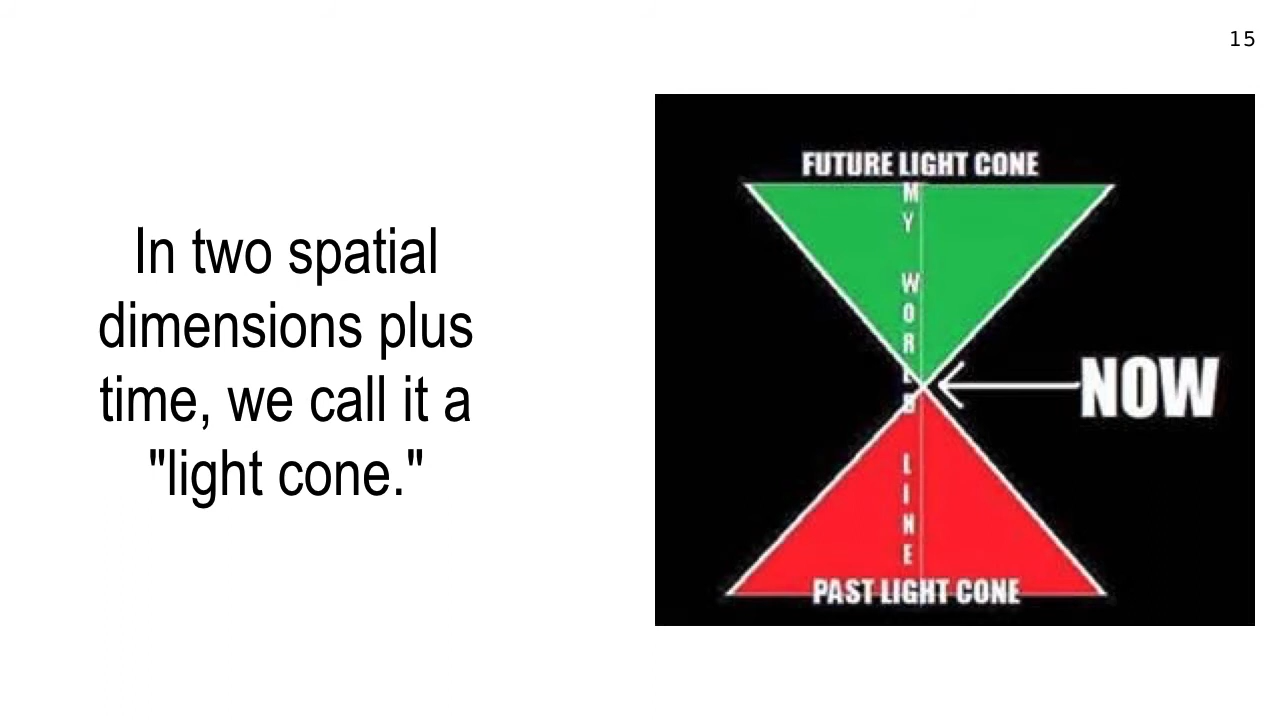 15
In two spatial
dimensions plus
time, we call it a
"light cone."
FUTURE LIGHT CONE
MY WORLD LINE
NOW
PAST LIGHT CONE